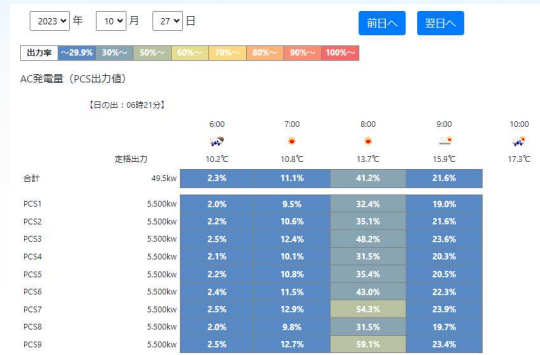 2023 年 10 月 27 日 前日へ 翌日へ
出力率 ～29.9% 30%～ 50%～ 60%～ 70%～ 80%～ 90%～ 100%～
AC発電量（PCS出力値）
【日の出：06時21分】
6:00 7:00 8:00 9:00 10:00
定格出力 10.2℃ 10.8℃ 13.7℃ 15.9℃ 17.3℃
合計 49.5kw 2.3% 11.1% 41.2% 21.6%
PCS1 5.500kw 2.0% 9.5% 32.4% 19.0%
PCS2 5.500kw 2.2% 10.6% 35.1% 21.6%
PCS3 5.500kw 2.5% 12.4% 48.2% 23.6%
PCS4 5.500kw 2.1% 10.1% 31.5% 20.3%
PCS5 5.500kw 2.2% 10.8% 35.4% 20.5%
PCS6 5.500kw 2.4% 11.5% 43.0% 22.3%
PCS7 5.500kw 2.5% 12.9% 54.3% 23.9%
PCS8 5.500kw 2.0% 9.8% 31.5% 19.7%
PCS9 5.500kw 2.5% 12.7% 59.1% 23.4%